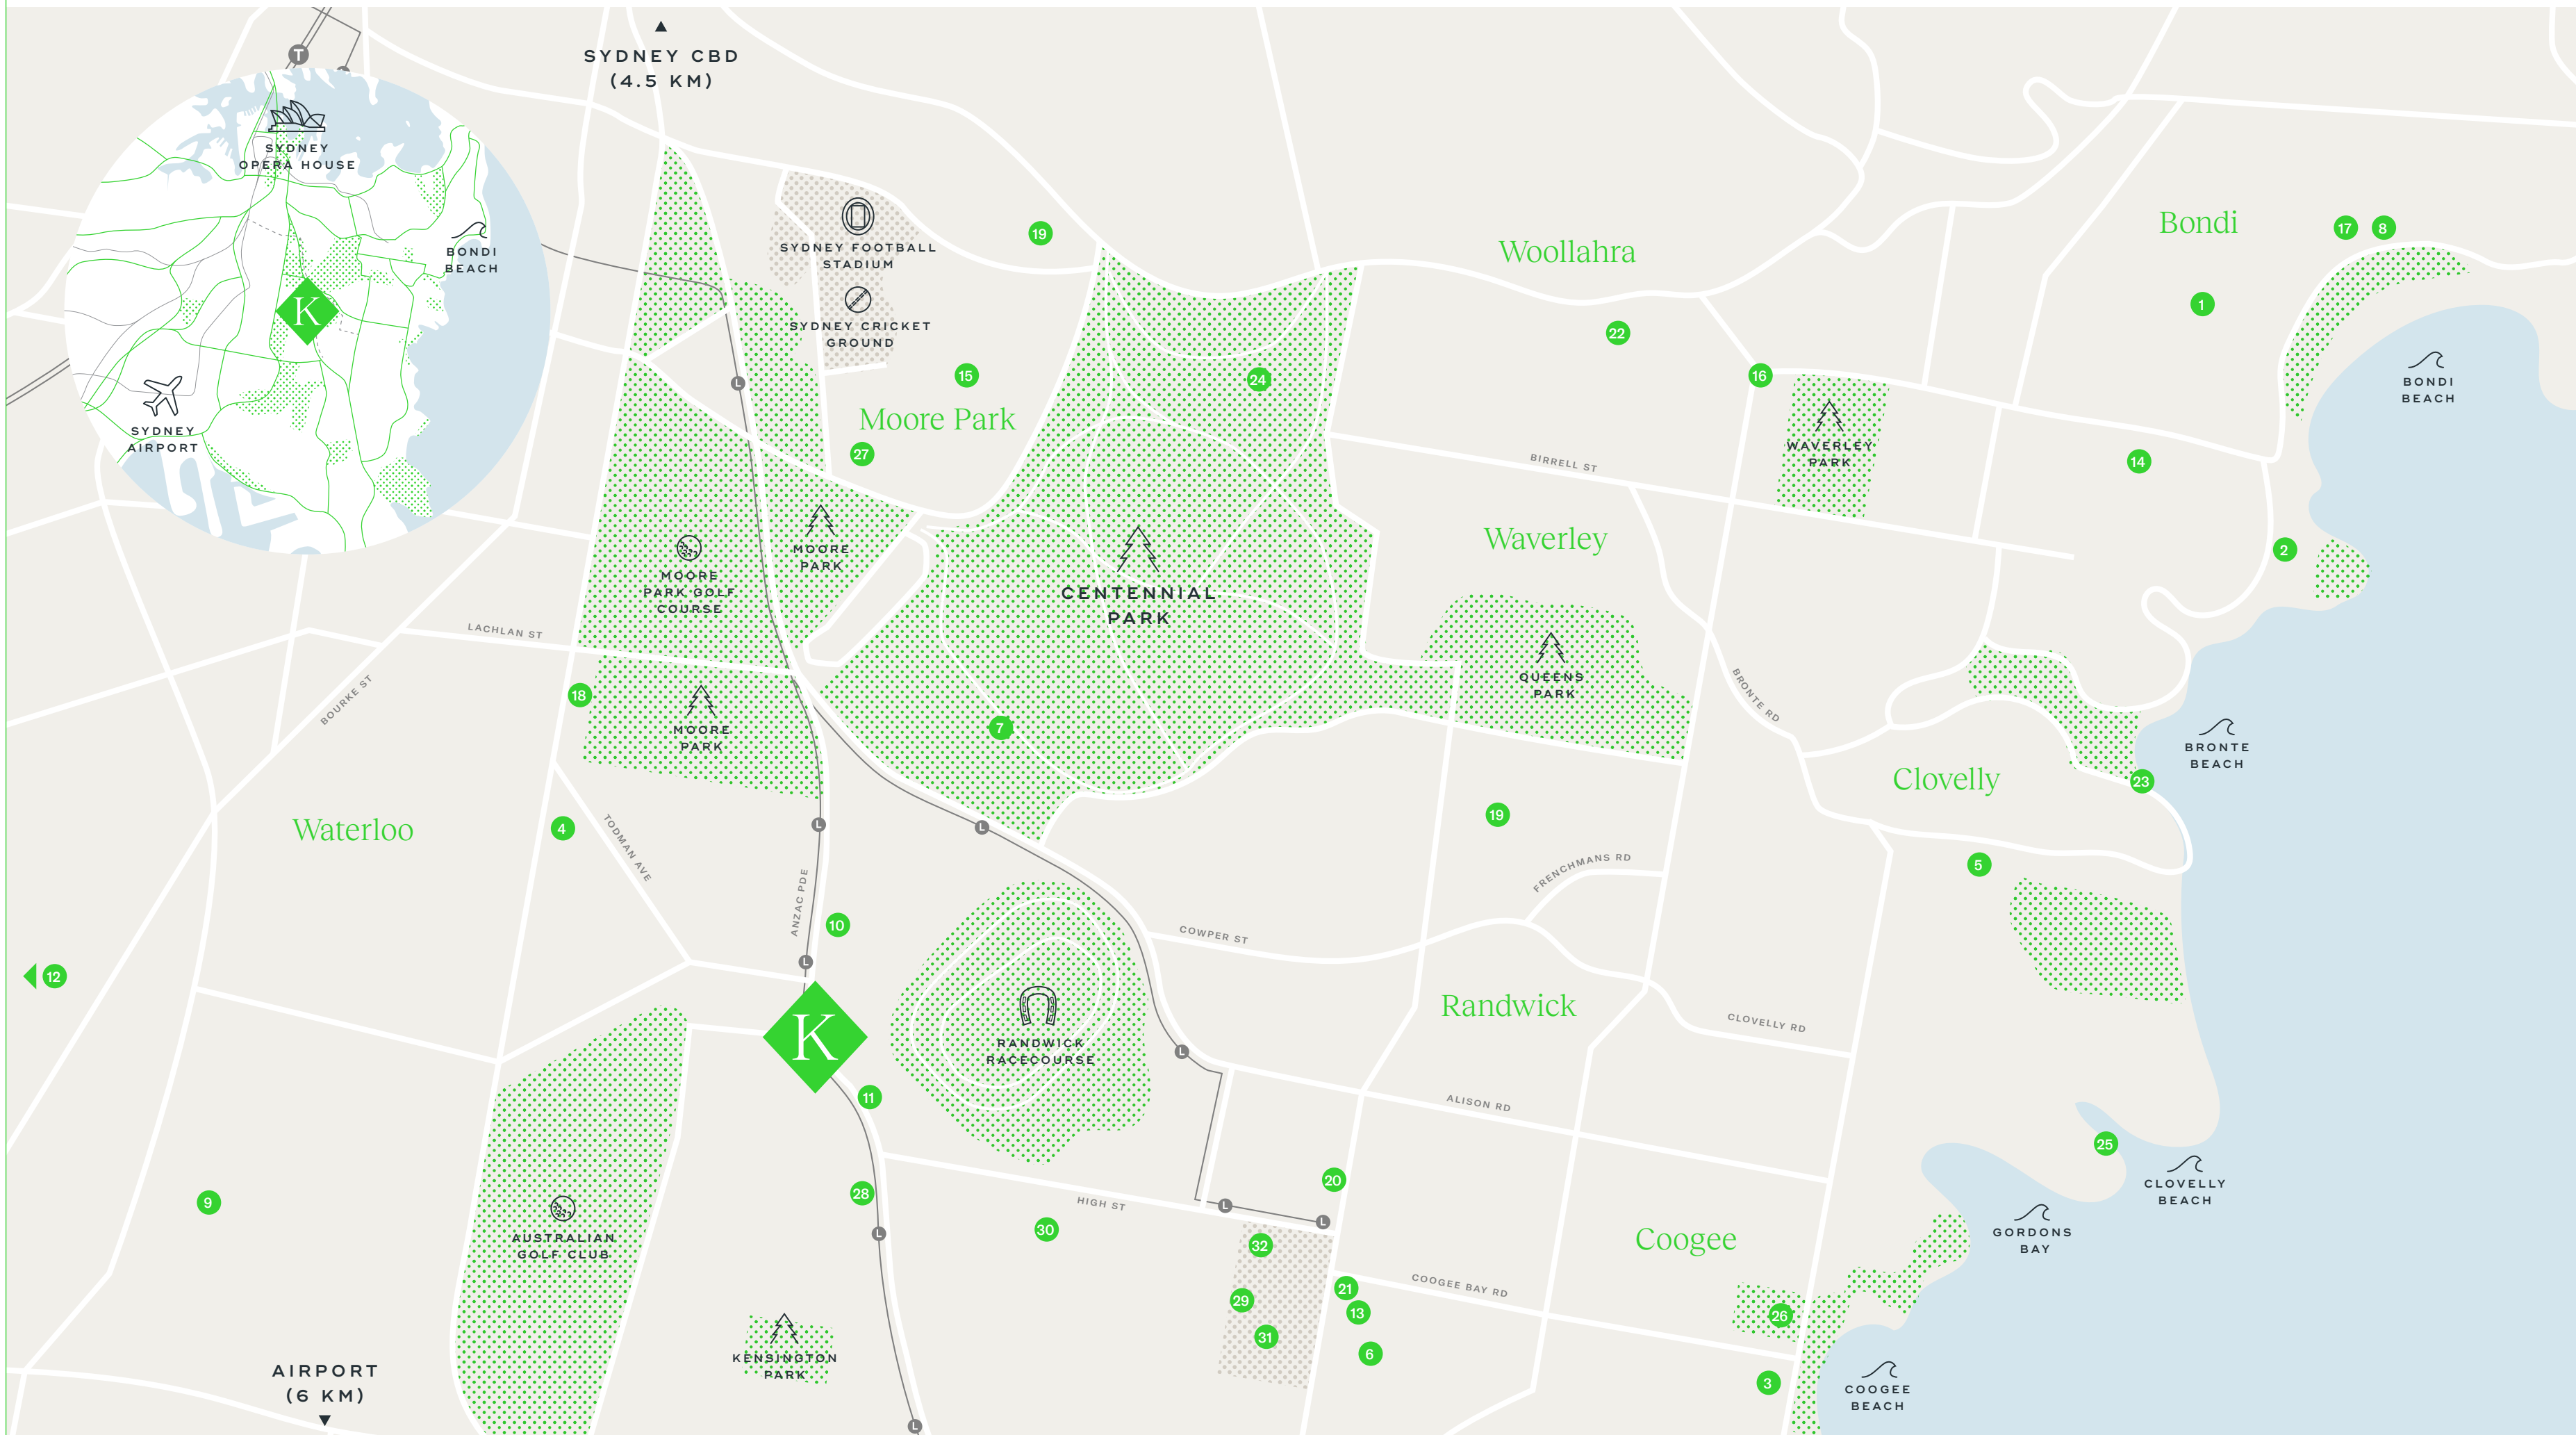 SYDNEY CBD
(4.5 KM)
T
SYDNEY
OPERA HOUSE
BONDI
BEACH
K
SYDNEY
AIRPORT
SYDNEY FOOTBALL
STADIUM
SYDNEY CRICKET
GROUND
19
15
Moore Park
27
24
Woollahra
22
16
Bondi
17
8
1
BONDI
BEACH
WAVERLEY
PARK
14
BIRRELL ST
Waverley
2
L
MOORE
PARK
MOORE
PARK GOLF
COURSE
CENTENNIAL
PARK
LACHLAN ST
BOURKE ST
18
MOORE
PARK
7
QUEENS
PARK
BRONTE RD
BRONTE
BEACH
Clovelly
23
Waterloo
4
TODMAN AVE
L
L
19
FRENCHMANS RD
5
ANZAC PDE
10
COWPER ST
L
12
K
RANDWICK
RACECOURSE
Randwick
CLOVELLY RD
L
11
ALISON RD
25
CLOVELLY
BEACH
9
28
HIGH ST
20
L
L
L
AUSTRALIAN
GOLF CLUB
30
32
Coogee
GORDONS
BAY
29
21
13
COOGEE BAY RD
26
31
6
KENSINGTON
PARK
3
COOGEE
BEACH
AIRPORT
(6 KM)
L